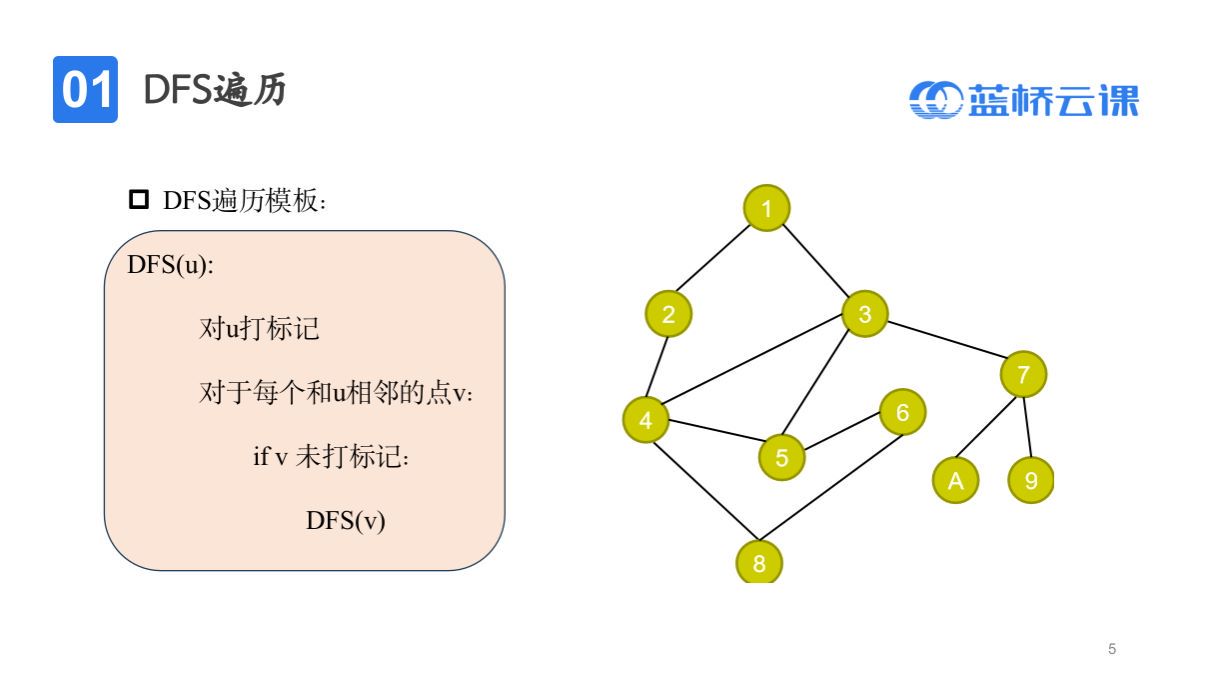 01 DFS遍历
蓝桥云课
DFS遍历模板：
DFS(u):
对u打标记
对于每个和u相邻的点v：
if v 未打标记：
DFS(v)
1
2
3
7
6
4
5
A
9
8
5